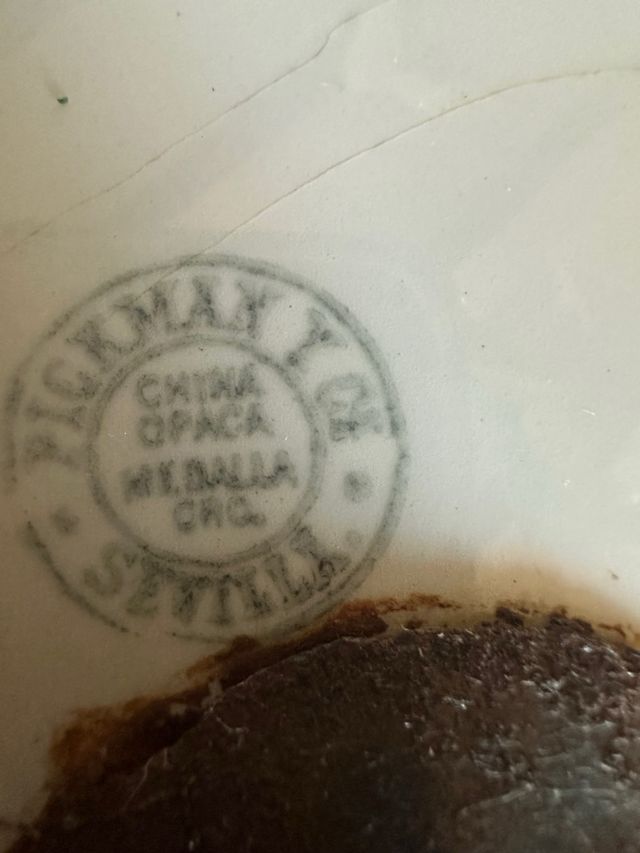 PICKMAN Y Cᴬ
CHINA
OPACA
MEDALLA
ORO.
SEVILLA.